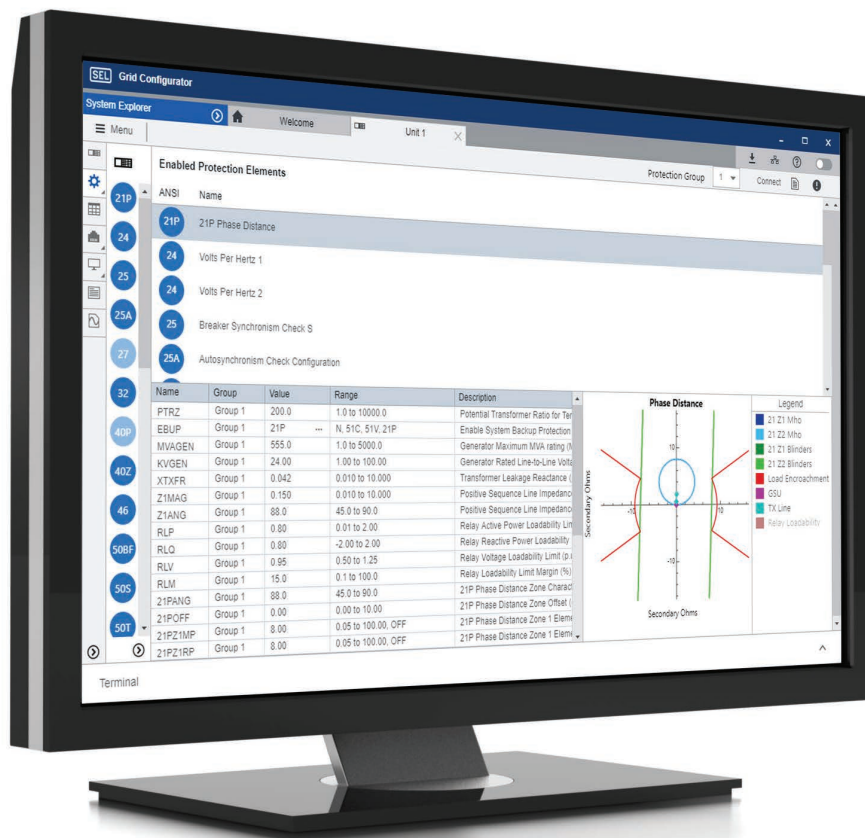 SEL Grid Configurator
System Explorer
Welcome
Unit 1
Menu
Enabled Protection Elements
Protection Group 1 Connect
ANSI Name
21P 21P Phase Distance
24 Volts Per Hertz 1
24 Volts Per Hertz 2
25 Breaker Synchronism Check S
25A Autosynchronism Check Configuration
21P
24
25
25A
27
32
40P
40Z
46
50BF
50S
50T
Name Group Value Range Description
PTRZ Group 1 200.0 1.0 to 10000.0 Potential Transformer Ratio for Ter
EBUP Group 1 21P ... N, 51C, 51V, 21P Enable System Backup Protection
MVAGEN Group 1 555.0 1.0 to 5000.0 Generator Maximum MVA rating (M
KVGEN Group 1 24.00 1.00 to 100.00 Generator Rated Line-to-Line Volta
XTXFR Group 1 0.042 0.010 to 10.000 Transformer Leakage Reactance (
Z1MAG Group 1 0.150 0.010 to 10.000 Positive Sequence Line Impedance
Z1ANG Group 1 88.0 45.0 to 90.0 Positive Sequence Line Impedance
RLP Group 1 0.80 0.01 to 2.00 Relay Active Power Loadability Lim
RLQ Group 1 0.80 -2.00 to 2.00 Relay Reactive Power Loadability
RLV Group 1 0.95 0.50 to 1.25 Relay Voltage Loadability Limit (p.
RLM Group 1 15.0 0.1 to 100.0 Relay Loadability Limit Margin (%)
21PANG Group 1 88.0 45.0 to 90.0 21P Phase Distance Zone Charact
21POFF Group 1 0.00 0.00 to 10.00 21P Phase Distance Zone Offset (
21PZ1MP Group 1 8.00 0.05 to 100.00, OFF 21P Phase Distance Zone 1 Eleme
21PZ1RP Group 1 8.00 0.05 to 100.00, OFF 21P Phase Distance Zone 1 Eleme
Phase Distance
Secondary Ohms
10
-10
10
-10
Secondary Ohms
Legend
21 Z1 Mho
21 Z2 Mho
21 Z1 Blinders
21 Z2 Blinders
Load Encroachment
GSU
TX Line
Relay Loadability
Terminal